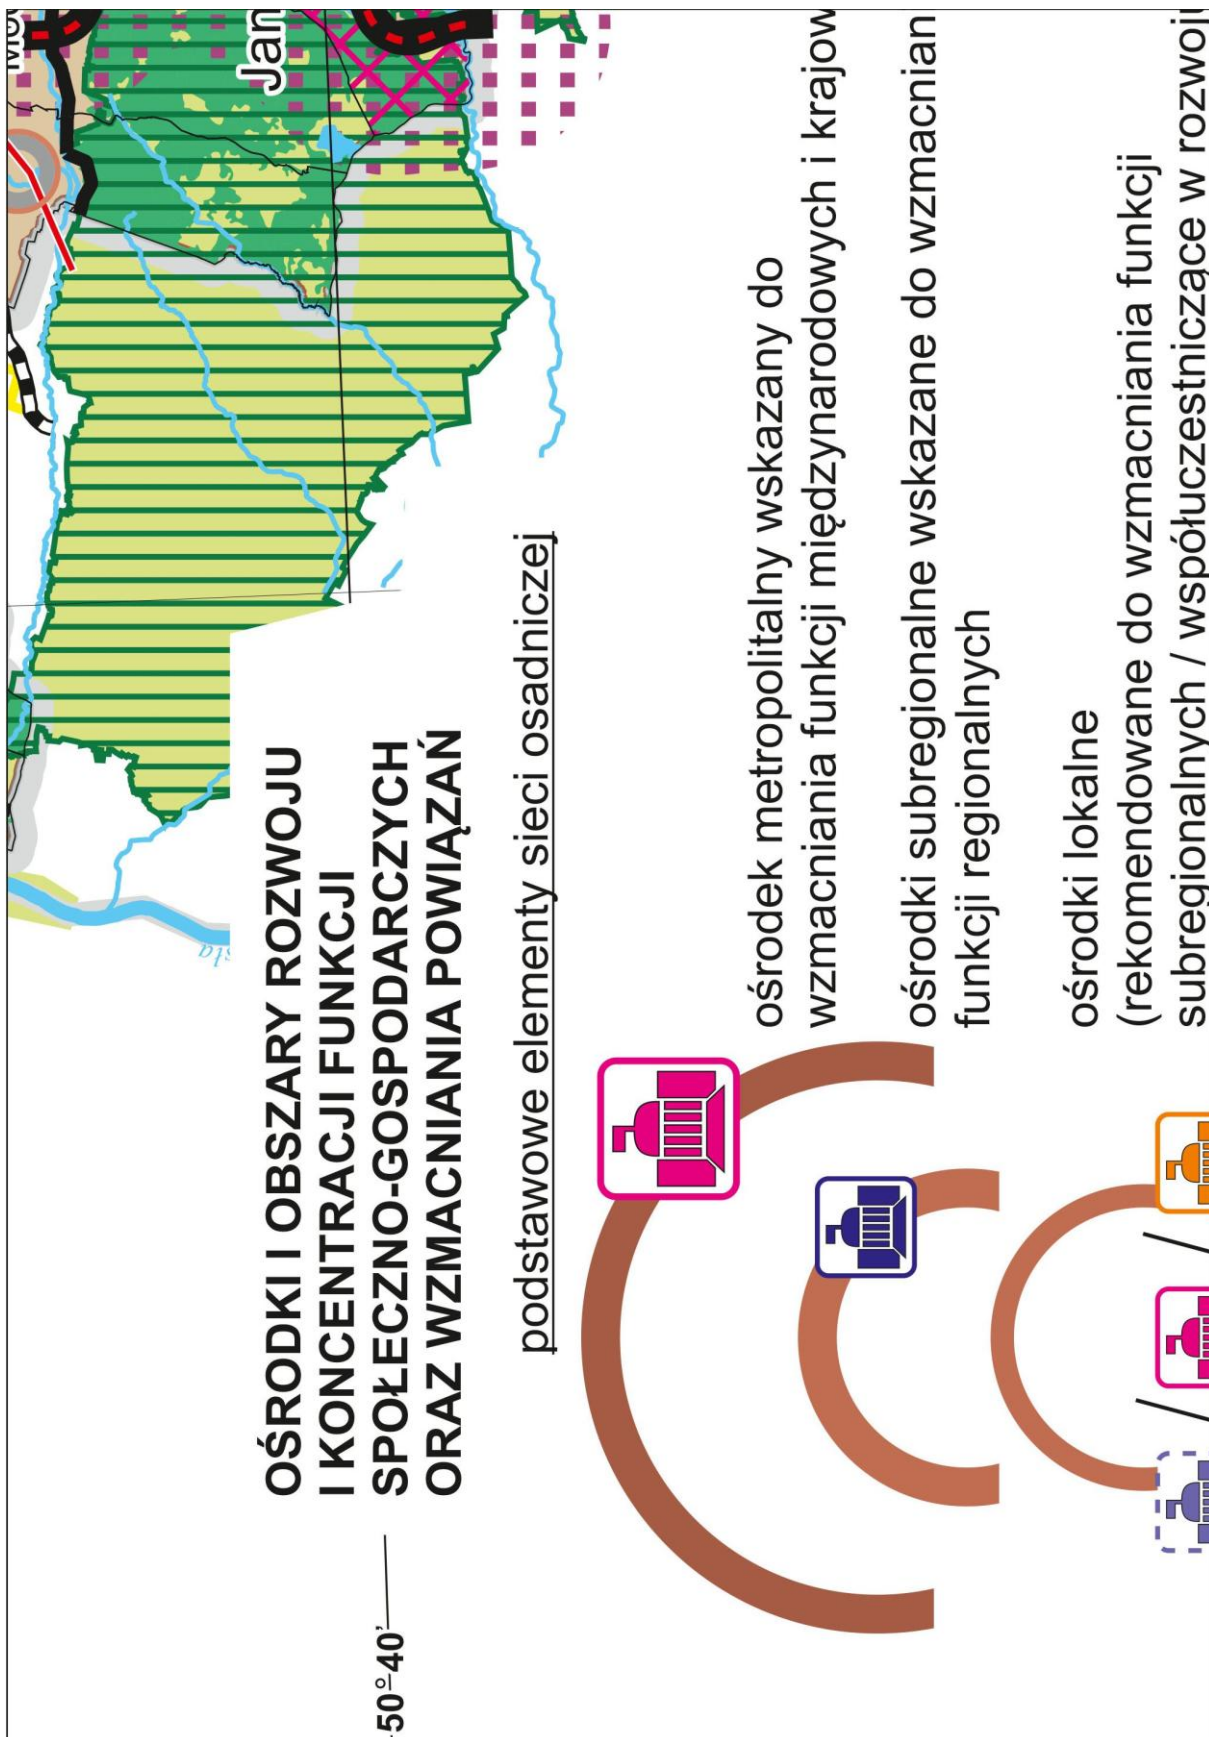 Jan
OŚRODKI I OBSZARY ROZWOJU
I KONCENTRACJI FUNKCJI
SPOŁECZNO-GOSPODARCZYCH
ORAZ WZMACNIANIA POWIĄZAŃ
50°40'
podstawowe elementy sieci osadniczej
ośrodek metropolitalny wskazany do
wzmacniania funkcji międzynarodowych i krajow
ośrodki subregionalne wskazane do wzmacnian
funkcji regionalnych
ośrodki lokalne
(rekomendowane do wzmacniania funkcji
subregionalnych / współuczestniczące w rozwoju
/ /